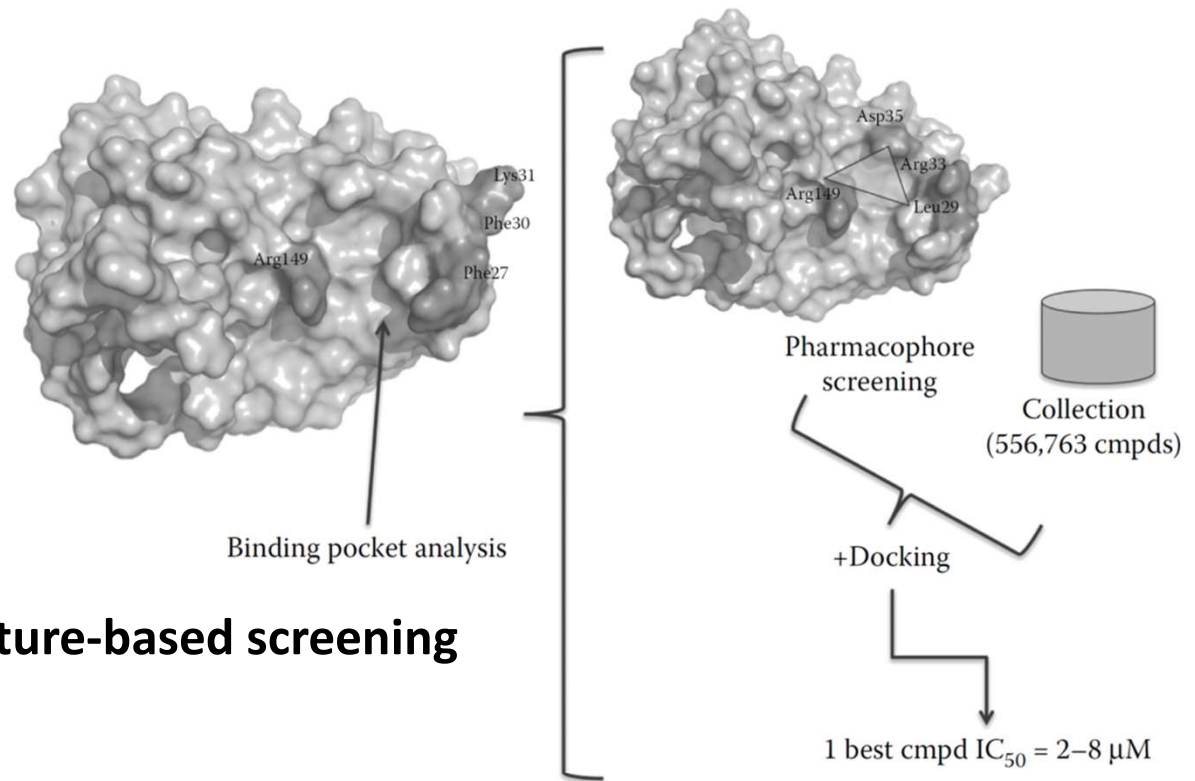 Lys31
Phe30
Arg149
Phe27
Binding pocket analysis
ture-based screening
Asp35
Arg33
Arg149
Leu29
Pharmacophore
screening
Collection
(556,763 cmpds)
+Docking
1 best cmpd IC₅₀ = 2–8 µM